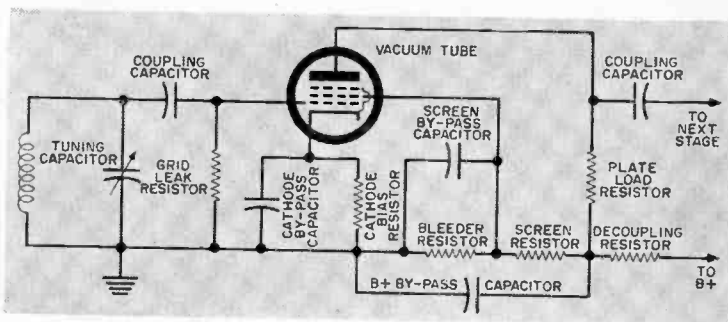 COUPLING
CAPACITOR
VACUUM TUBE
COUPLING
CAPACITOR
TUNING
CAPACITOR
GRID
LEAK
RESISTOR
SCREEN
BY-PASS
CAPACITOR
TO
NEXT
STAGE
CATHODE
BY-PASS
CAPACITOR
CATHODE
BIAS
RESISTOR
PLATE
LOAD
RESISTOR
BLEEDER
RESISTOR
SCREEN
RESISTOR
DECOUPLING
RESISTOR
TO
B+
B+ BY-PASS CAPACITOR